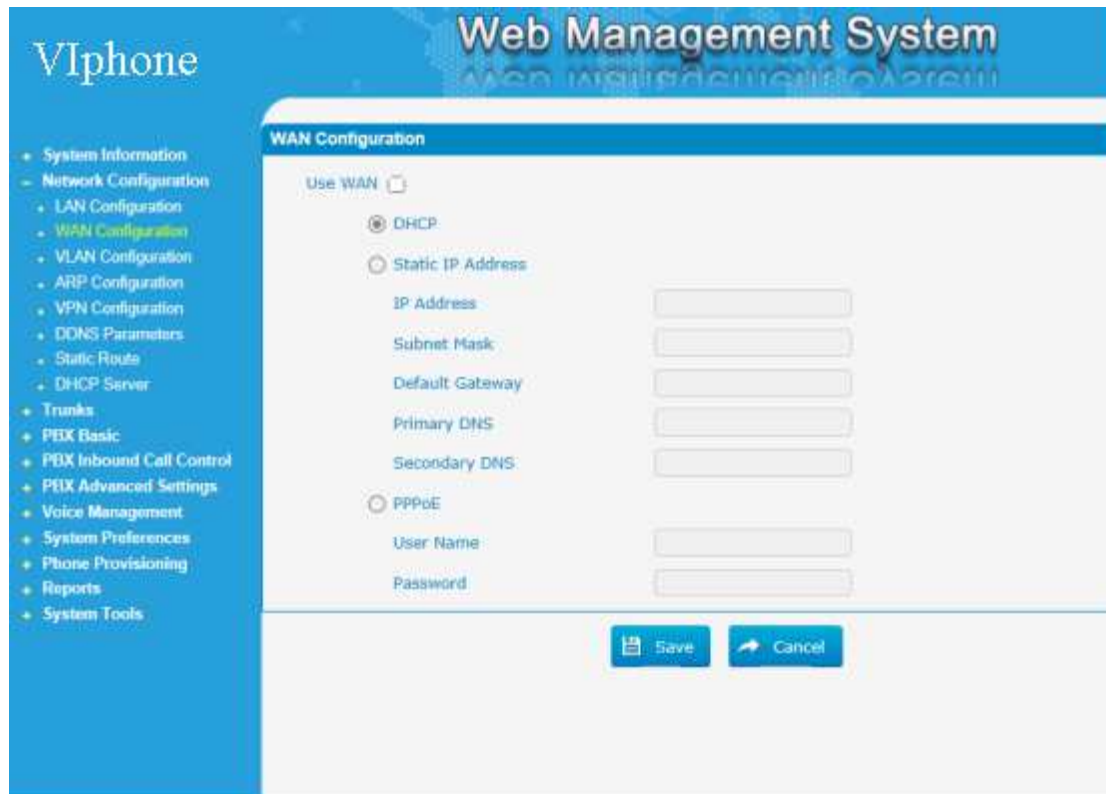 VIphone
Web Management System
System Information
Network Configuration
LAN Configuration
WAN Configuration
VLAN Configuration
ARP Configuration
VPN Configuration
DDNS Parameters
Static Route
DHCP Server
Trunks
PBX Basic
PBX Inbound Call Control
PBX Advanced Settings
Voice Management
System Preferences
Phone Provisioning
Reports
System Tools
WAN Configuration
Use WAN
DHCP
Static IP Address
IP Address
Subnet Mask
Default Gateway
Primary DNS
Secondary DNS
PPPoE
User Name
Password
Save
Cancel